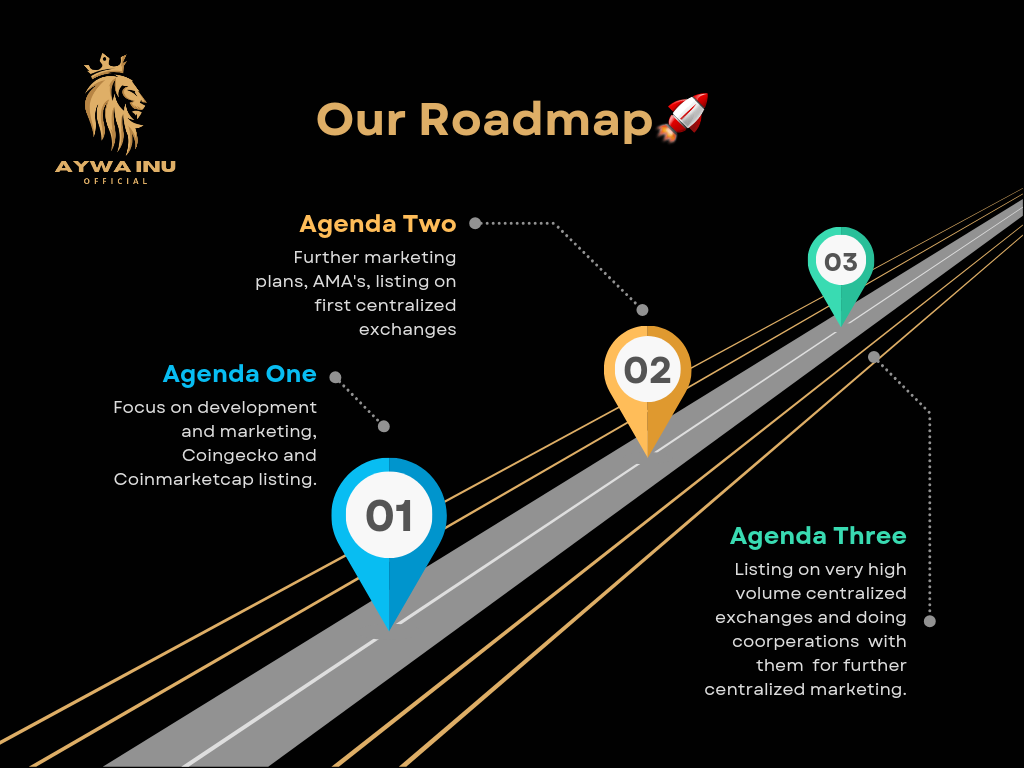 AYWA INU
OFFICIAL
Our Roadmap🚀
Agenda Two
Further marketing
plans, AMA's, listing on
first centralized
exchanges
Agenda One
Focus on development
and marketing,
Coingecko and
Coinmarketcap listing.
01
02
03
Agenda Three
Listing on very high
volume centralized
exchanges and doing
coorperations with
them for further
centralized marketing.